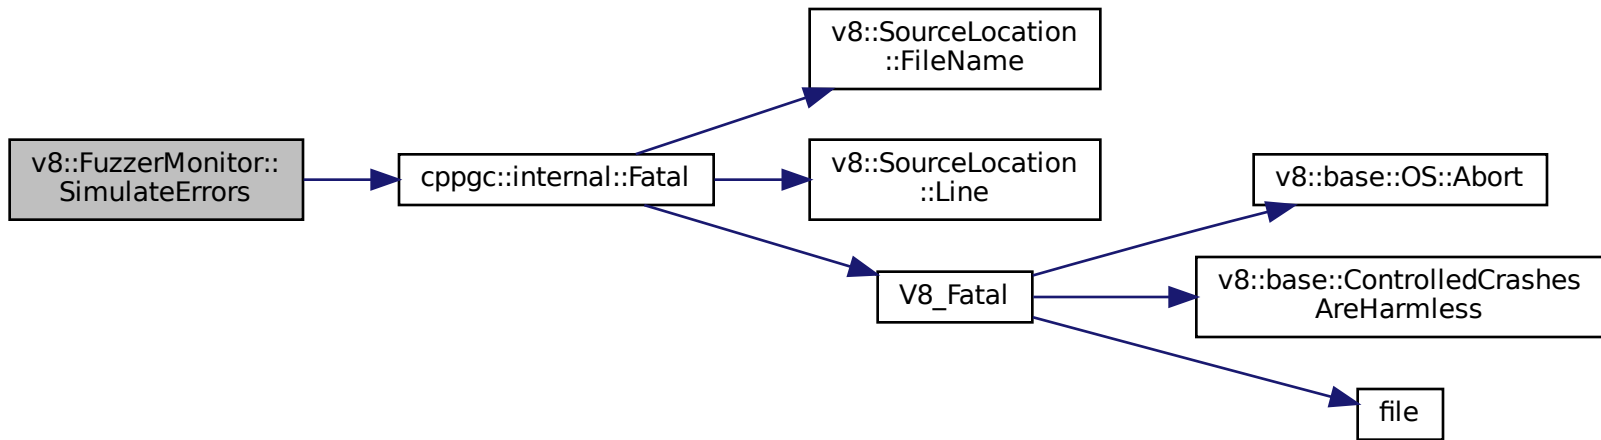 v8::FuzzerMonitor::
SimulateErrors
cppgc::internal::Fatal
v8::SourceLocation
::FileName
v8::SourceLocation
::Line
V8_Fatal
v8::base::OS::Abort
v8::base::ControlledCrashes
AreHarmless
file